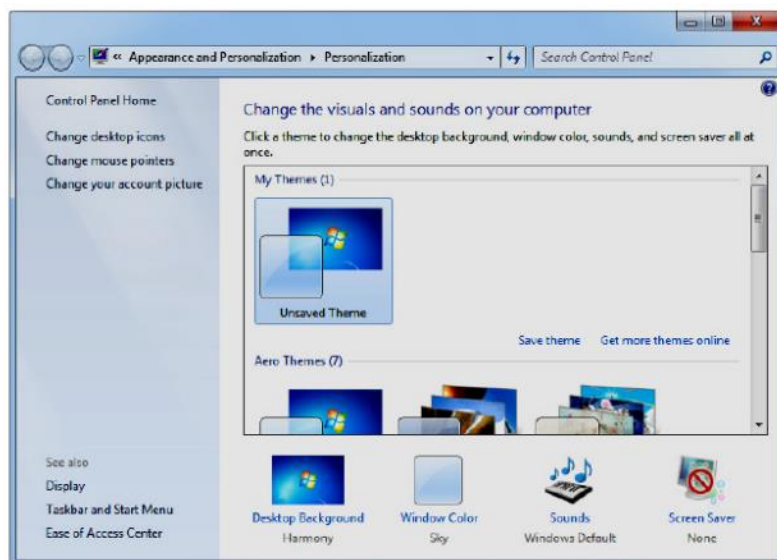 « Appearance and Personalization ▸ Personalization
Search Control Panel
Control Panel Home
Change desktop icons
Change mouse pointers
Change your account picture
See also
Display
Taskbar and Start Menu
Ease of Access Center
Change the visuals and sounds on your computer
Click a theme to change the desktop background, window color, sounds, and screen saver all at
once.
My Themes (1)
Unsaved Theme
Save theme Get more themes online
Aero Themes (7)
Desktop Background Window Color Sounds Screen Saver
Harmony Sky Windows Default None